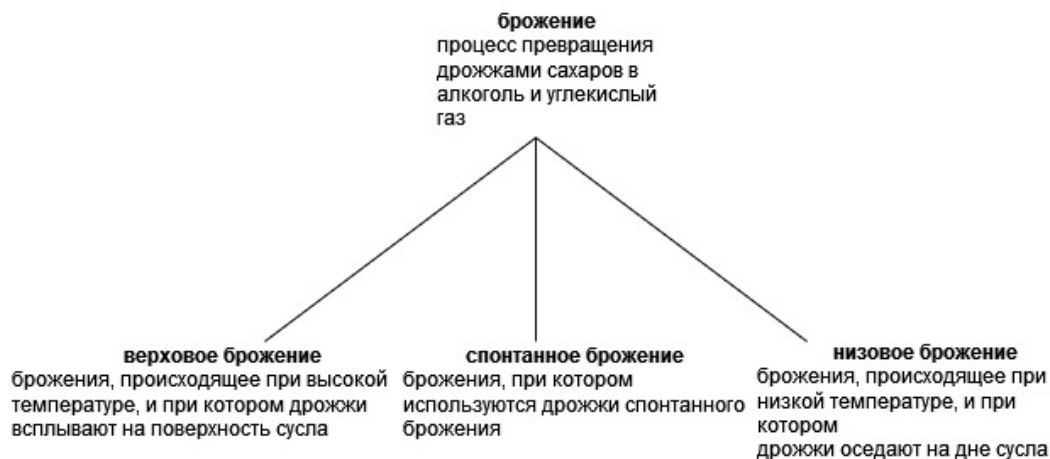 брожение
процесс превращения
дрожжами сахаров в
алкоголь и углекислый
газ
верховое брожение
брожения, происходящее при высокой
температуре, и при котором дрожжи
всплывают на поверхность сусла
спонтанное брожение
брожения, при котором
используются дрожжи спонтанного
брожения
низовое брожение
брожения, происходящее при
низкой температуре, и при
котором
дрожжи оседают на дне сусла